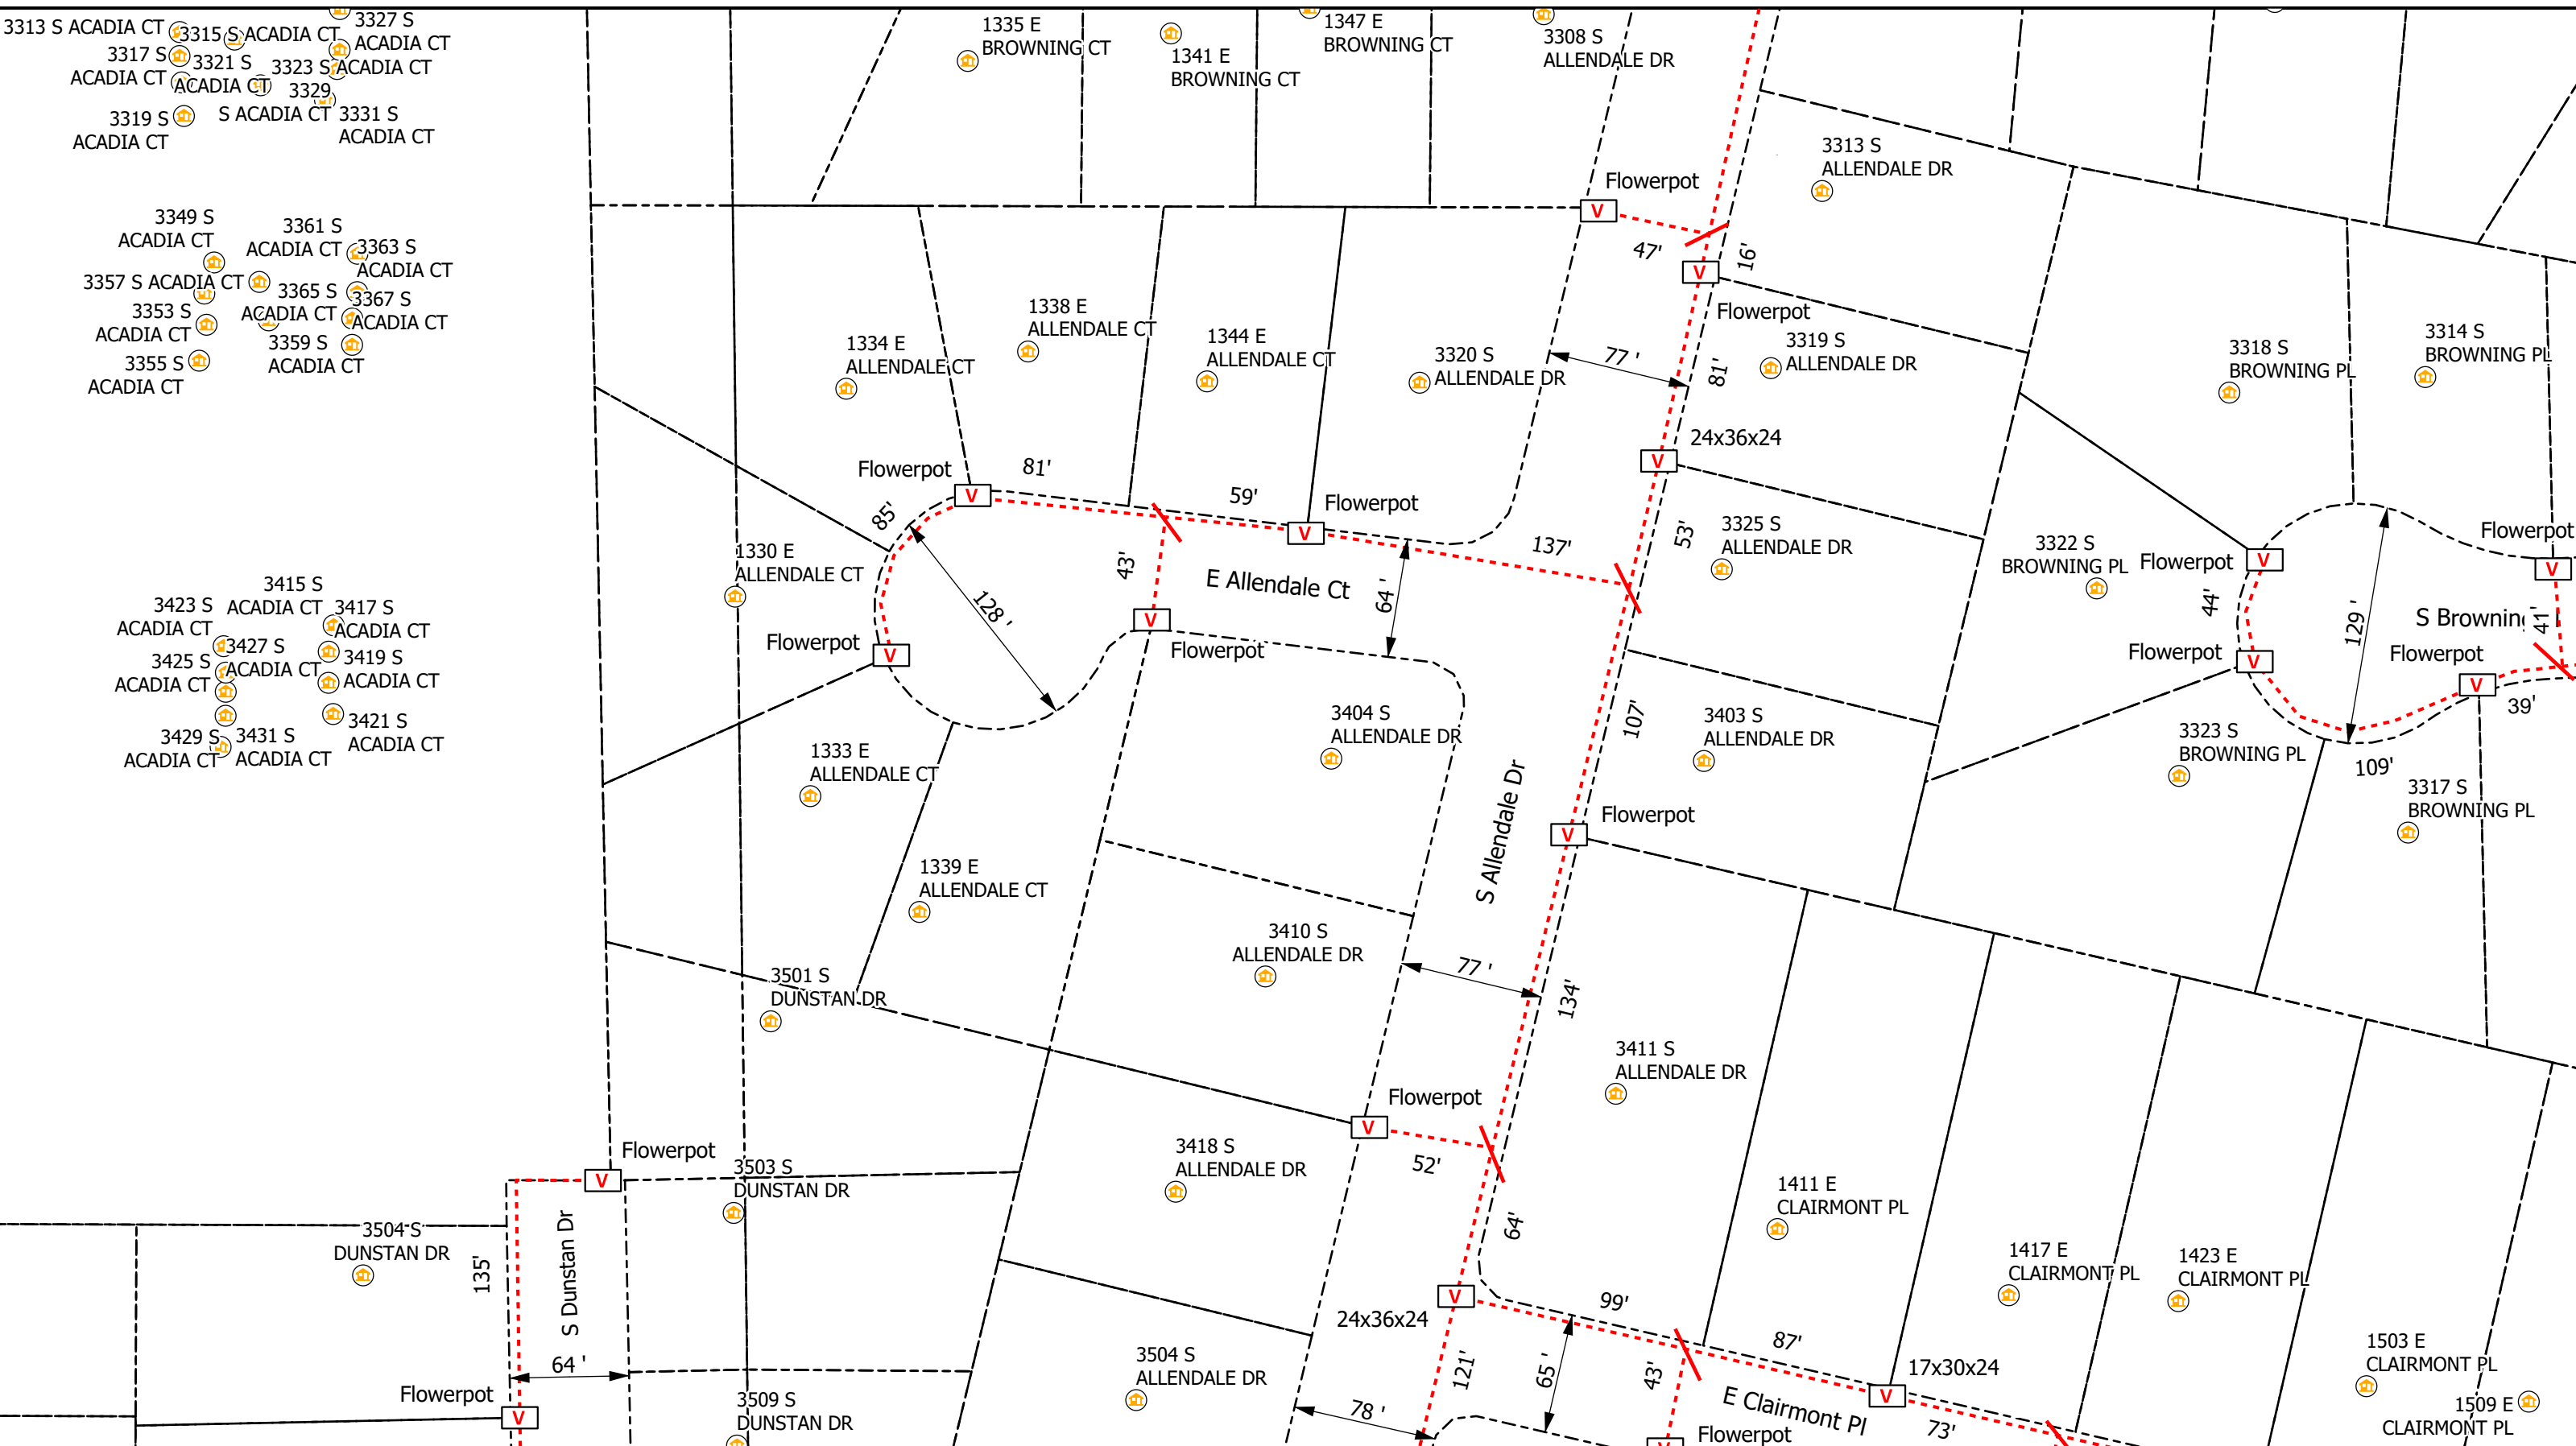 3313 S ACADIA CT
3315 S ACADIA CT
3327 S
ACADIA CT
3317 S
ACADIA CT
3321 S
ACADIA CT
3323 S ACADIA CT
3329
S ACADIA CT
3331 S
ACADIA CT
3319 S
ACADIA CT
1335 E
BROWNING CT
1341 E
BROWNING CT
1347 E
BROWNING CT
3308 S
ALLENDALE DR
3313 S
ALLENDALE DR
Flowerpot
V
47'
16'
V
Flowerpot
3349 S
ACADIA CT
3361 S
ACADIA CT
3363 S
ACADIA CT
3357 S ACADIA CT
3365 S
ACADIA CT
3367 S
ACADIA CT
3353 S
ACADIA CT
3359 S
ACADIA CT
3355 S
ACADIA CT
1334 E
ALLENDALE CT
1338 E
ALLENDALE CT
1344 E
ALLENDALE CT
3320 S
ALLENDALE DR
77 '
81'
3319 S
ALLENDALE DR
3318 S
BROWNING PL
3314 S
BROWNING PL
24x36x24
V
Flowerpot
V
81'
59'
Flowerpot
V
137'
53'
3325 S
ALLENDALE DR
85'
128 '
43'
E Allendale Ct
64 '
1330 E
ALLENDALE CT
Flowerpot
V
V
Flowerpot
3322 S
BROWNING PL
Flowerpot
V
Flowerpot
V
44'
129 '
S Browning
41'
Flowerpot
V
Flowerpot
V
39'
109'
3415 S
ACADIA CT
3423 S
ACADIA CT
3417 S
ACADIA CT
3427 S
ACADIA CT
3425 S
ACADIA CT
3419 S
ACADIA CT
3421 S
ACADIA CT
3429 S
ACADIA CT
3431 S
ACADIA CT
1333 E
ALLENDALE CT
3404 S
ALLENDALE DR
107'
3403 S
ALLENDALE DR
3323 S
BROWNING PL
3317 S
BROWNING PL
S Allendale Dr
V
Flowerpot
1339 E
ALLENDALE CT
3410 S
ALLENDALE DR
77 '
134'
3501 S
DUNSTAN DR
3411 S
ALLENDALE DR
Flowerpot
V
52'
3418 S
ALLENDALE DR
Flowerpot
V
3503 S
DUNSTAN DR
3504 S
DUNSTAN DR
135'
S Dunstan Dr
64 '
Flowerpot
V
3509 S
DUNSTAN DR
64'
V
24x36x24
99'
1411 E
CLAIRMONT PL
1417 E
CLAIRMONT PL
1423 E
CLAIRMONT PL
3504 S
ALLENDALE DR
78 '
121'
65 '
43'
87'
17x30x24
V
E Clairmont Pl
73'
Flowerpot
V
1503 E
CLAIRMONT PL
1509 E
CLAIRMONT PL